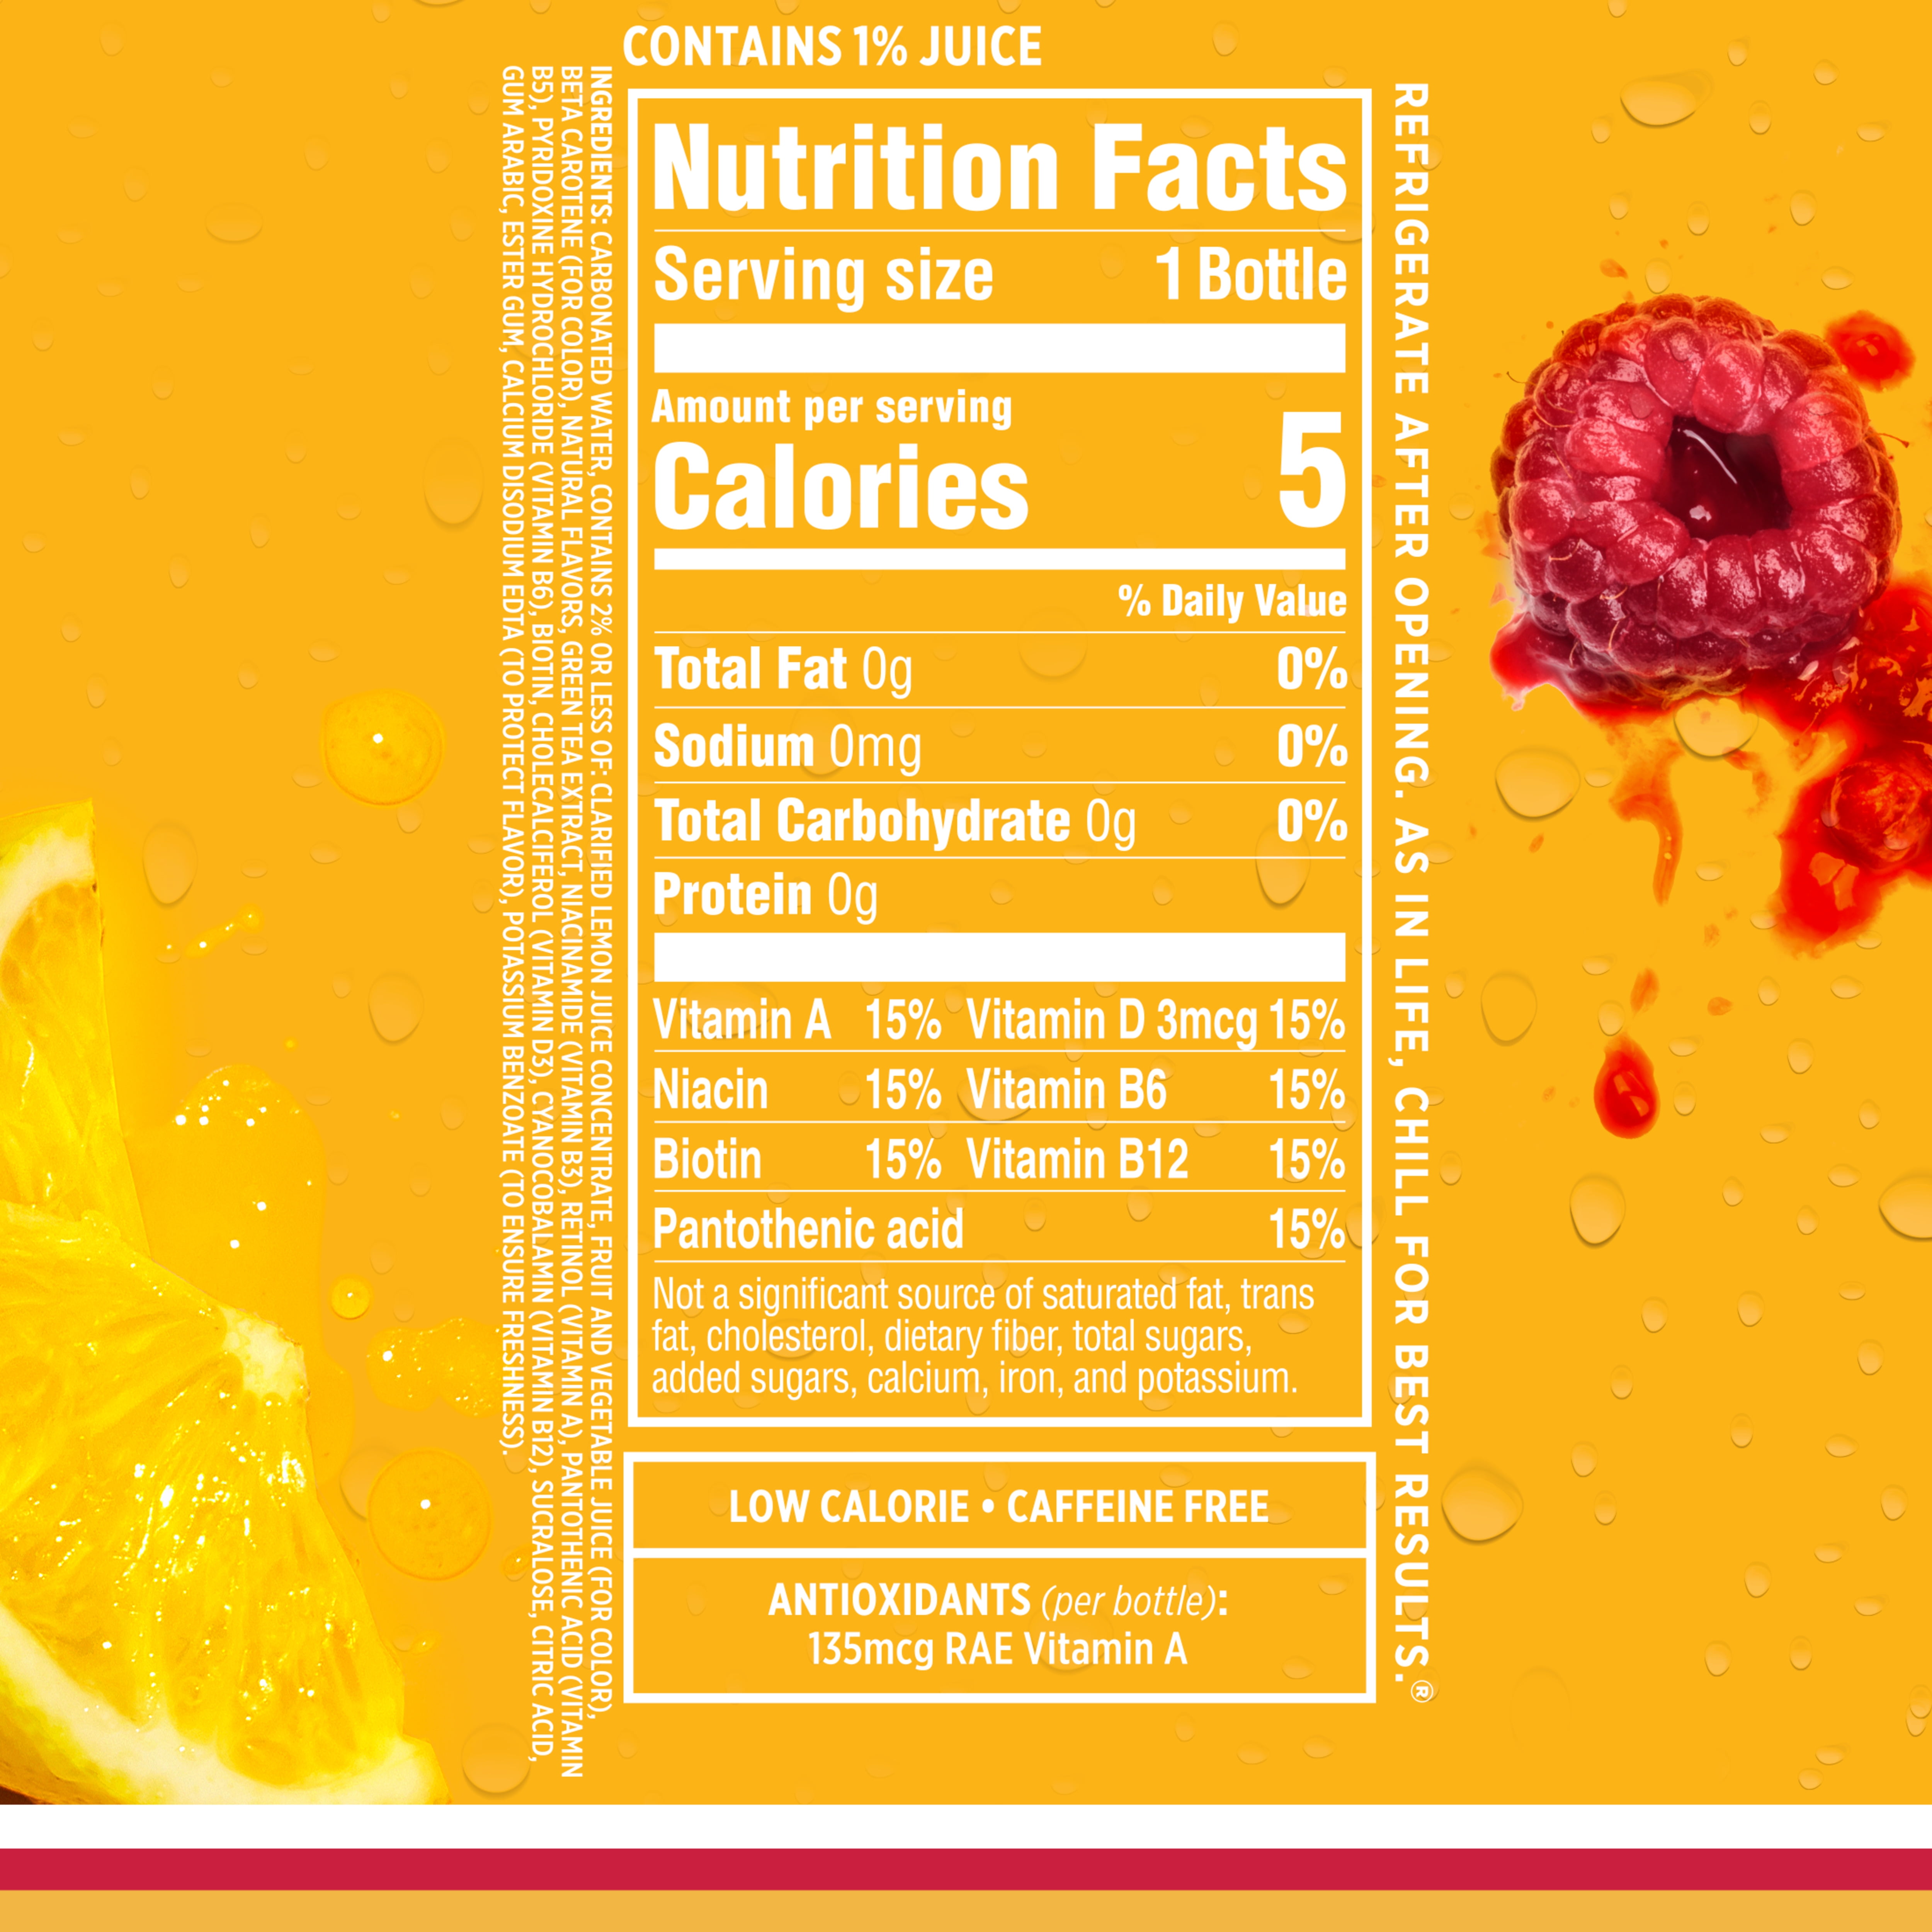 CONTAINS 1% JUICE
INGREDIENTS: CARBONATED WATER, CONTAINS 2% OR LESS OF: CLARIFIED LEMON JUICE CONCENTRATE, FRUIT AND VEGETABLE JUICE (FOR COLOR),
BETA CAROTENE (FOR COLOR), NATURAL FLAVORS, GREEN TEA EXTRACT, NIACINAMIDE (VITAMIN B3), RETINOL (VITAMIN A), PANTOTHENIC ACID (VITAMIN
B5), PYRIDOXINE HYDROCHLORIDE (VITAMIN B6), BIOTIN, CHOLECALCIFEROL (VITAMIN D3), CYANOCOBALAMIN (VITAMIN B12), SUCRALOSE, CITRIC ACID,
GUM ARABIC, ESTER GUM, CALCIUM DISODIUM EDTA (TO PROTECT FLAVOR), POTASSIUM BENZOATE (TO ENSURE FRESHNESS).
Nutrition Facts
Serving size 1 Bottle
Amount per serving
Calories 5
% Daily Value
Total Fat 0g 0%
Sodium 0mg 0%
Total Carbohydrate 0g 0%
Protein 0g
Vitamin A 15% Vitamin D 3mcg 15%
Niacin 15% Vitamin B6 15%
Biotin 15% Vitamin B12 15%
Pantothenic acid 15%
Not a significant source of saturated fat, trans
fat, cholesterol, dietary fiber, total sugars,
added sugars, calcium, iron, and potassium.
LOW CALORIE • CAFFEINE FREE
ANTIOXIDANTS (per bottle):
135mcg RAE Vitamin A
REFRIGERATE AFTER OPENING. AS IN LIFE, CHILL FOR BEST RESULTS.®